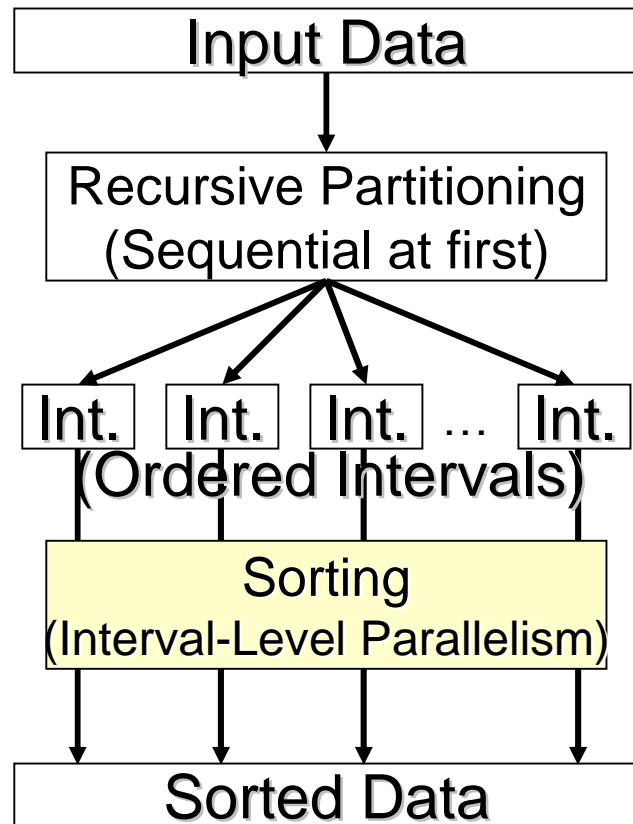 Input Data
Recursive Partitioning
(Sequential at first)
Int. Int. Int. ... Int.
(Ordered Intervals)
Sorting
(Interval-Level Parallelism)
Sorted Data